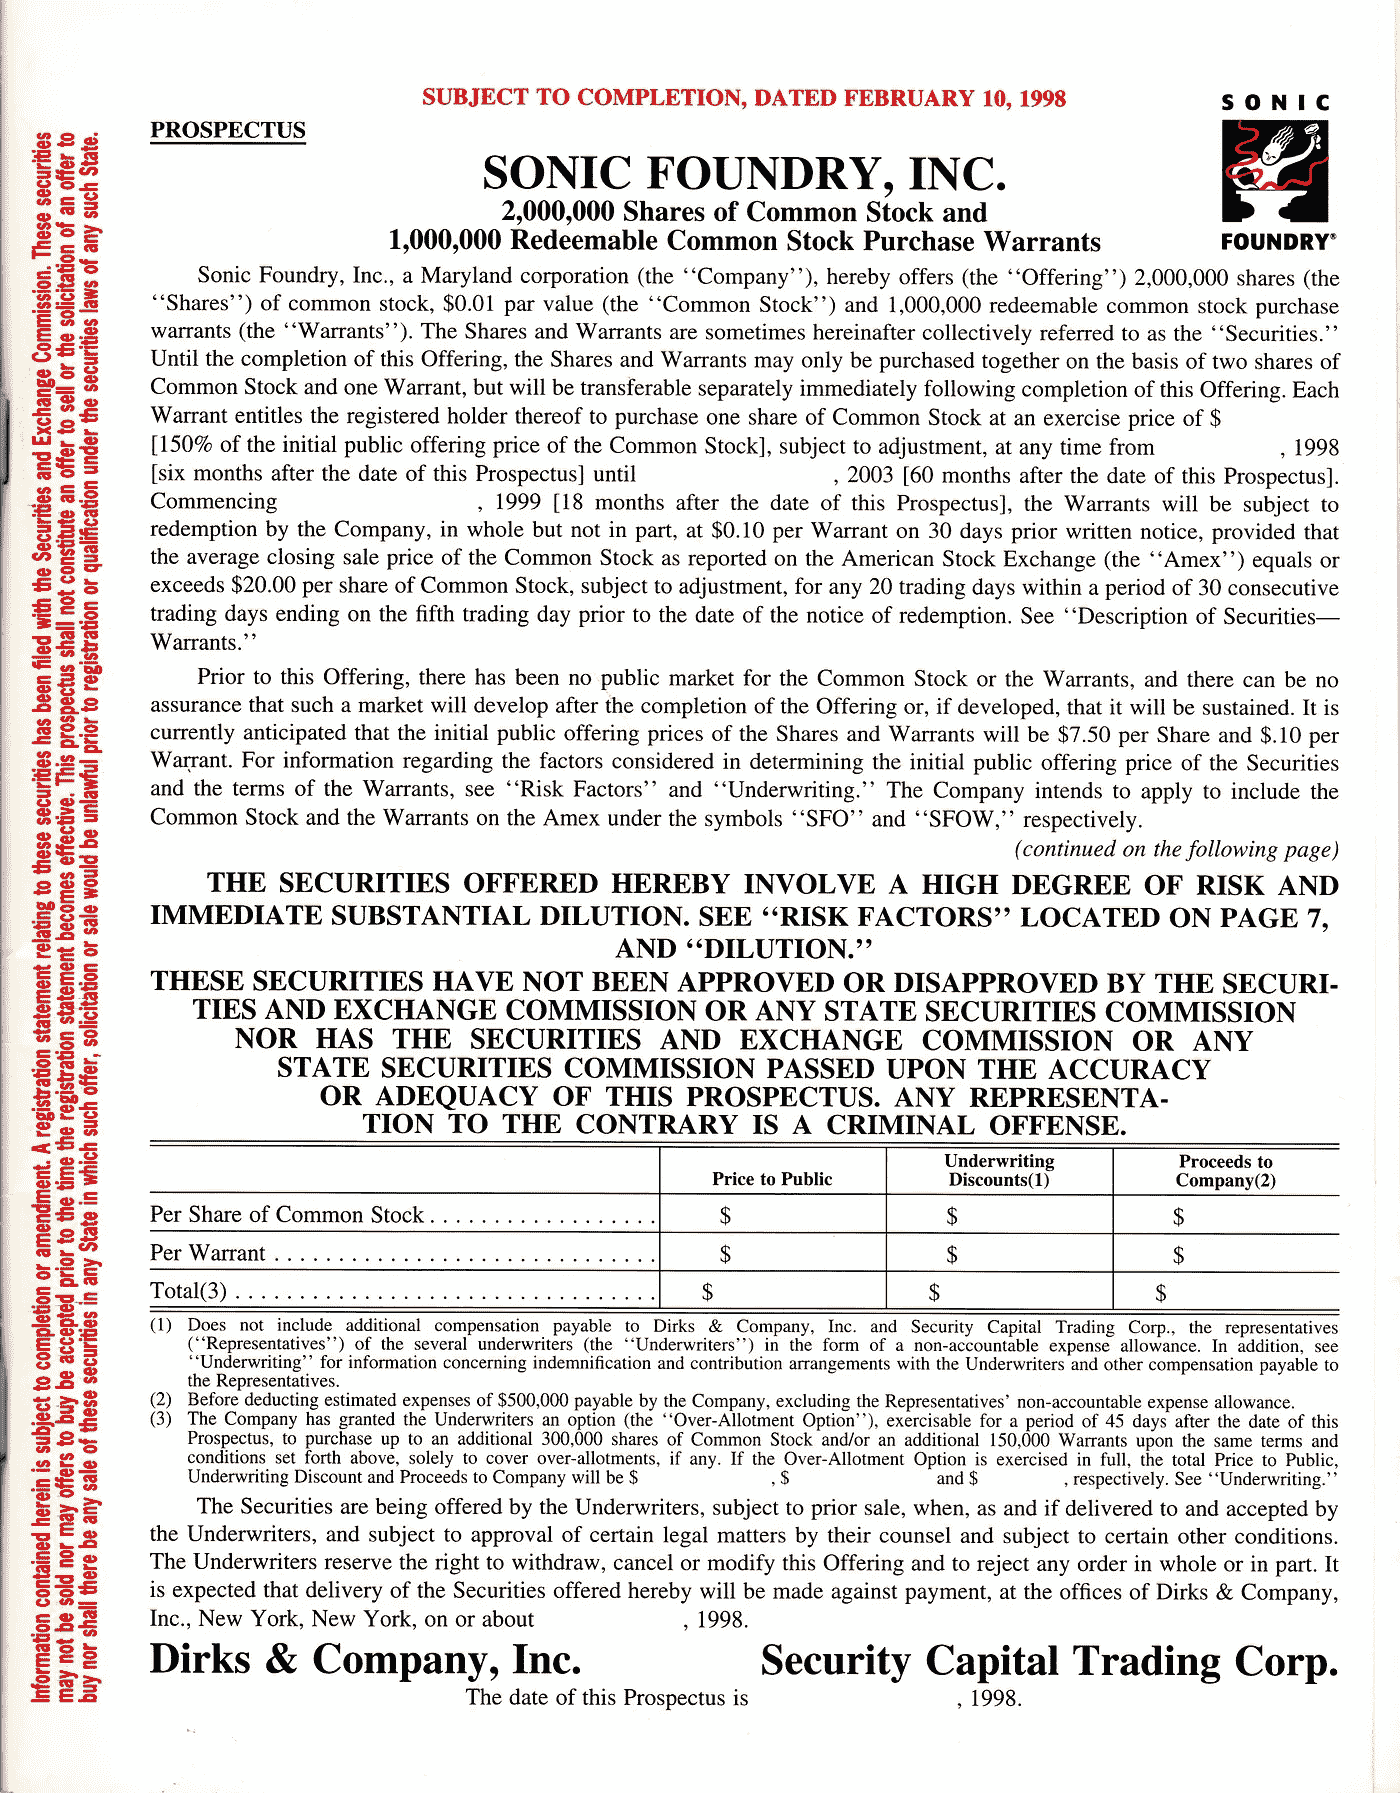 SUBJECT TO COMPLETION, DATED FEBRUARY 10, 1998
PROSPECTUS
SONIC
FOUNDRY®
SONIC FOUNDRY, INC.
2,000,000 Shares of Common Stock and
1,000,000 Redeemable Common Stock Purchase Warrants
Sonic Foundry, Inc., a Maryland corporation (the ‘‘Company’’), hereby offers (the ‘‘Offering’’) 2,000,000 shares (the
‘‘Shares’’) of common stock, $0.01 par value (the ‘‘Common Stock’’) and 1,000,000 redeemable common stock purchase
warrants (the ‘‘Warrants’’). The Shares and Warrants are sometimes hereinafter collectively referred to as the ‘‘Securities.’’
Until the completion of this Offering, the Shares and Warrants may only be purchased together on the basis of two shares of
Common Stock and one Warrant, but will be transferable separately immediately following completion of this Offering. Each
Warrant entitles the registered holder thereof to purchase one share of Common Stock at an exercise price of $
[150% of the initial public offering price of the Common Stock], subject to adjustment, at any time from , 1998
[six months after the date of this Prospectus] until , 2003 [60 months after the date of this Prospectus].
Commencing , 1999 [18 months after the date of this Prospectus], the Warrants will be subject to
redemption by the Company, in whole but not in part, at $0.10 per Warrant on 30 days prior written notice, provided that
the average closing sale price of the Common Stock as reported on the American Stock Exchange (the ‘‘Amex’’) equals or
exceeds $20.00 per share of Common Stock, subject to adjustment, for any 20 trading days within a period of 30 consecutive
trading days ending on the fifth trading day prior to the date of the notice of redemption. See ‘‘Description of Securities—
Warrants.’’
Prior to this Offering, there has been no public market for the Common Stock or the Warrants, and there can be no
assurance that such a market will develop after the completion of the Offering or, if developed, that it will be sustained. It is
currently anticipated that the initial public offering prices of the Shares and Warrants will be $7.50 per Share and $.10 per
Warrant. For information regarding the factors considered in determining the initial public offering price of the Securities
and the terms of the Warrants, see ‘‘Risk Factors’’ and ‘‘Underwriting.’’ The Company intends to apply to include the
Common Stock and the Warrants on the Amex under the symbols ‘‘SFO’’ and ‘‘SFOW,’’ respectively.
(continued on the following page)
THE SECURITIES OFFERED HEREBY INVOLVE A HIGH DEGREE OF RISK AND
IMMEDIATE SUBSTANTIAL DILUTION. SEE ‘‘RISK FACTORS’’ LOCATED ON PAGE 7,
AND ‘‘DILUTION.’’
THESE SECURITIES HAVE NOT BEEN APPROVED OR DISAPPROVED BY THE SECURI-
TIES AND EXCHANGE COMMISSION OR ANY STATE SECURITIES COMMISSION
NOR HAS THE SECURITIES AND EXCHANGE COMMISSION OR ANY
STATE SECURITIES COMMISSION PASSED UPON THE ACCURACY
OR ADEQUACY OF THIS PROSPECTUS. ANY REPRESENTA-
TION TO THE CONTRARY IS A CRIMINAL OFFENSE.
Price to Public Underwriting Discounts(1) Proceeds to Company(2)
Per Share of Common Stock . . . . . . . . . . . . . . . . . . $ $ $
Per Warrant . . . . . . . . . . . . . . . . . . . . . . . . . . . . . . $ $ $
Total(3) . . . . . . . . . . . . . . . . . . . . . . . . . . . . . . . . . $ $ $
(1) Does not include additional compensation payable to Dirks & Company, Inc. and Security Capital Trading Corp., the representatives
(‘‘Representatives’’) of the several underwriters (the ‘‘Underwriters’’) in the form of a non-accountable expense allowance. In addition, see
‘‘Underwriting’’ for information concerning indemnification and contribution arrangements with the Underwriters and other compensation payable to
the Representatives.
(2) Before deducting estimated expenses of $500,000 payable by the Company, excluding the Representatives’ non-accountable expense allowance.
(3) The Company has granted the Underwriters an option (the ‘‘Over-Allotment Option’’), exercisable for a period of 45 days after the date of this
Prospectus, to purchase up to an additional 300,000 shares of Common Stock and/or an additional 150,000 Warrants upon the same terms and
conditions set forth above, solely to cover over-allotments, if any. If the Over-Allotment Option is exercised in full, the total Price to Public,
Underwriting Discount and Proceeds to Company will be $ , $ and $ , respectively. See ‘‘Underwriting.’’
The Securities are being offered by the Underwriters, subject to prior sale, when, as and if delivered to and accepted by
the Underwriters, and subject to approval of certain legal matters by their counsel and subject to certain other conditions.
The Underwriters reserve the right to withdraw, cancel or modify this Offering and to reject any order in whole or in part. It
is expected that delivery of the Securities offered hereby will be made against payment, at the offices of Dirks & Company,
Inc., New York, New York, on or about , 1998.
Dirks & Company, Inc. Security Capital Trading Corp.
The date of this Prospectus is , 1998.
Information contained herein is subject to completion or amendment. A registration statement relating to these securities has been filed with the Securities and Exchange Commission. These securities
may not be sold nor may offers to buy be accepted prior to the time the registration statement becomes effective. This prospectus shall not constitute an offer to sell or the solicitation of an offer to
buy nor shall there be any sale of these securities in any State in which such offer, solicitation or sale would be unlawful prior to registration or qualification under the securities laws of any such State.